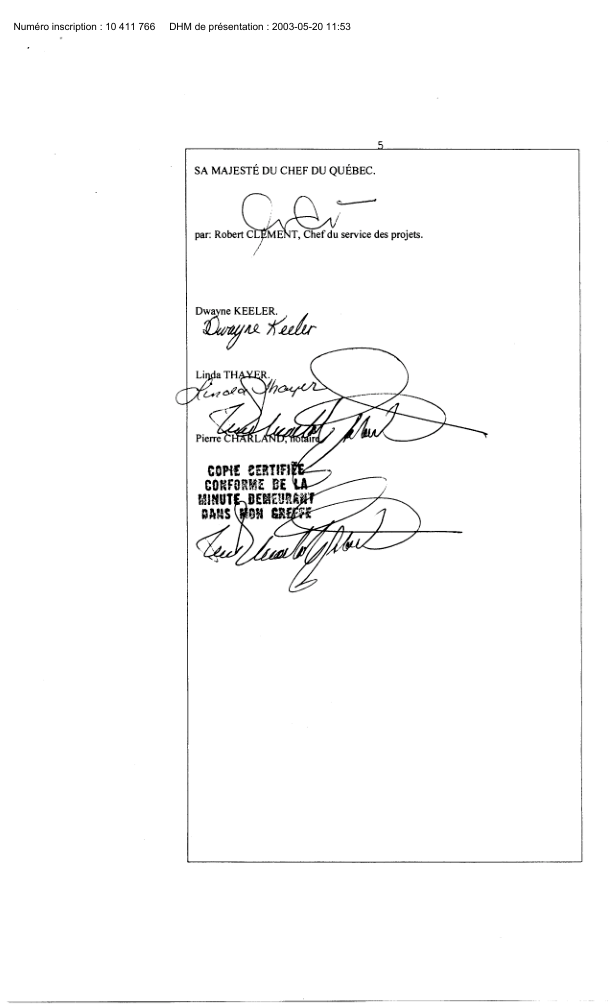 Numéro inscription : 10 411 766 DHM de présentation : 2003-05-20 11:53
5
SA MAJESTÉ DU CHEF DU QUÉBEC.
par: Robert CLÉMENT, Chef du service des projets.
Dwayne KEELER.
Dwayne Keeler
Linda THAYER.
Linda Thayer
Pierre CHARLAND, notaire
COPIE CERTIFIÉE
CONFORME DE LA
MINUTE DEMEURANT
DANS MON GREFFE